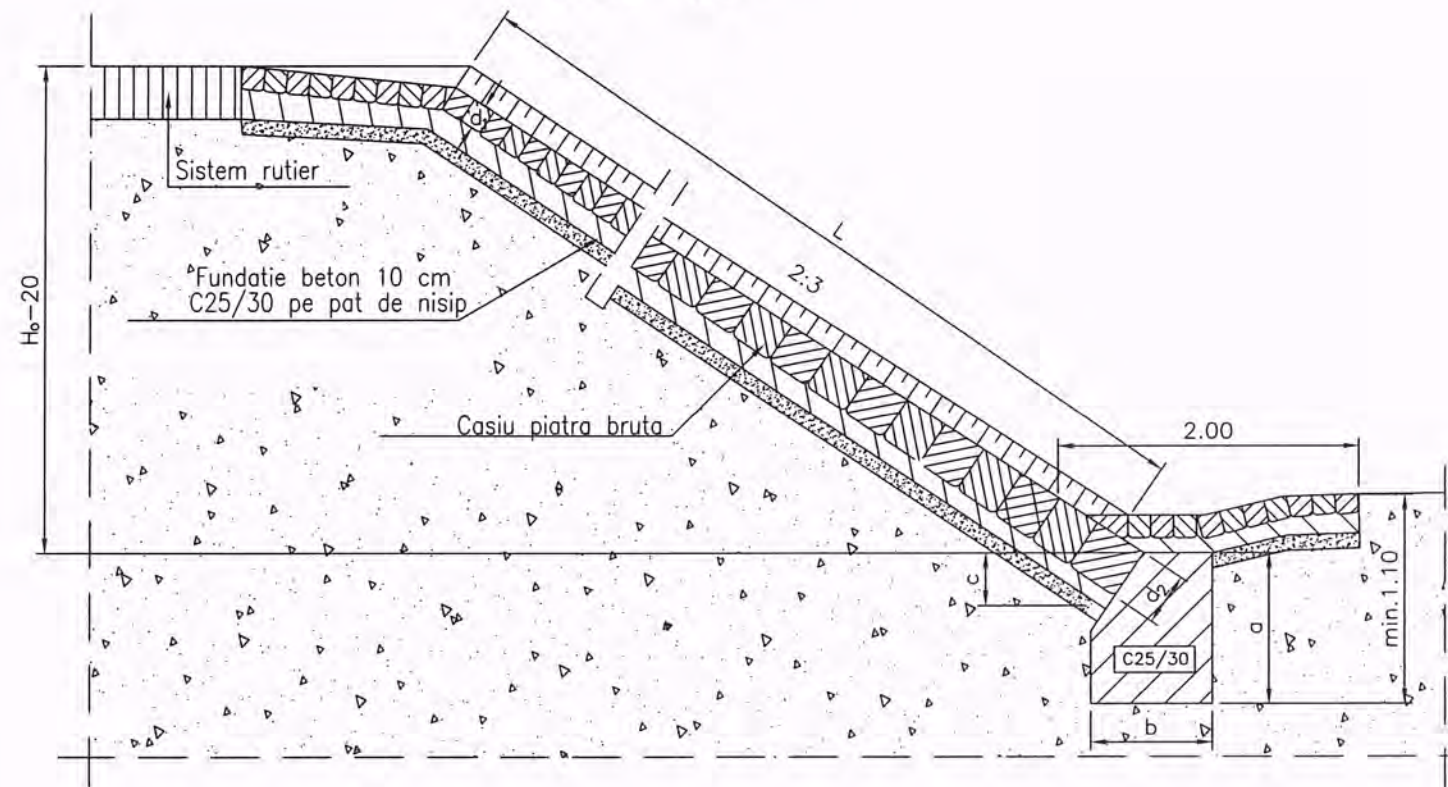 d₁
Sistem rutier
L
2:3
Fundatie beton 10 cm
C25/30 pe pat de nisip
H₀-20
Casiu piatra bruta
2.00
c
d₂
a
min.1.10
C25/30
b